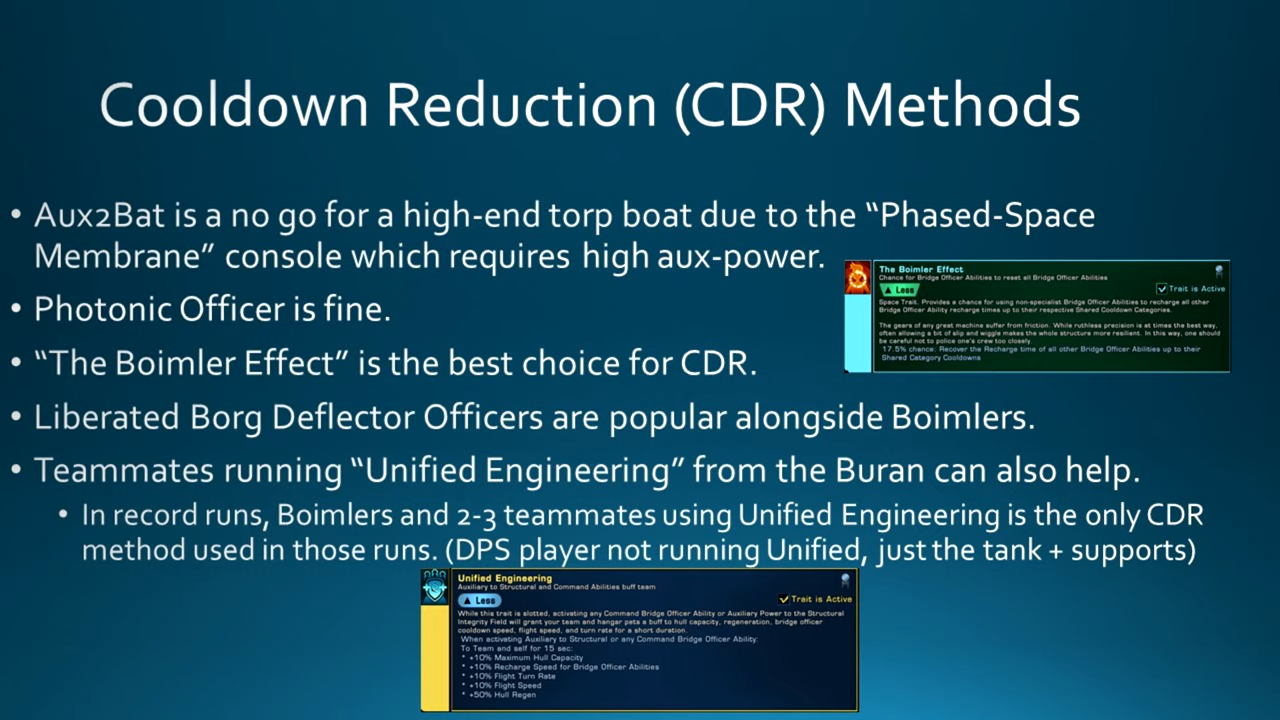 Cooldown Reduction (CDR) Methods
• Aux2Bat is a no go for a high-end torp boat due to the “Phased-Space
Membrane” console which requires high aux-power.
• Photonic Officer is fine.
• “The Boimler Effect” is the best choice for CDR.
• Liberated Borg Deflector Officers are popular alongside Boimlers.
• Teammates running “Unified Engineering” from the Buran can also help.
• In record runs, Boimlers and 2-3 teammates using Unified Engineering is the only CDR
method used in those runs. (DPS player not running Unified, just the tank + supports)
The Boimler Effect
Chance for Bridge Officer Abilities to reset all Bridge Officer Abilities
▲ Less
Trait is Active
Space Trait. Provides a chance for using non-specialist Bridge Officer Abilities to recharge all other
Bridge Officer Ability recharge times up to their respective Shared Cooldown Categories.
The gears of any great machine suffer from friction. While ruthless precision is at times the best way,
often allowing a bit of slip and wiggle makes the whole structure more resilient. In this way, one should
be careful not to police one's crew too closely.
17.5% chance: Recover the Recharge time of all other Bridge Officer Abilities up to their
Shared Category Cooldowns
Unified Engineering
Auxiliary to Structural and Command Abilities buff team
▲ Less
Trait is Active
While this trait is slotted, activating any Command Bridge Officer Ability or Auxiliary Power to the Structural
Integrity Field will grant your team and hangar pets a buff to hull capacity, regeneration, bridge officer
cooldown speed, flight speed, and turn rate for a short duration.
When activating Auxiliary to Structural or any Command Bridge Officer Ability:
To Team and self for 15 sec:
* +10% Maximum Hull Capacity
* +10% Recharge Speed for Bridge Officer Abilities
* +10% Flight Turn Rate
* +10% Flight Speed
* +50% Hull Regen